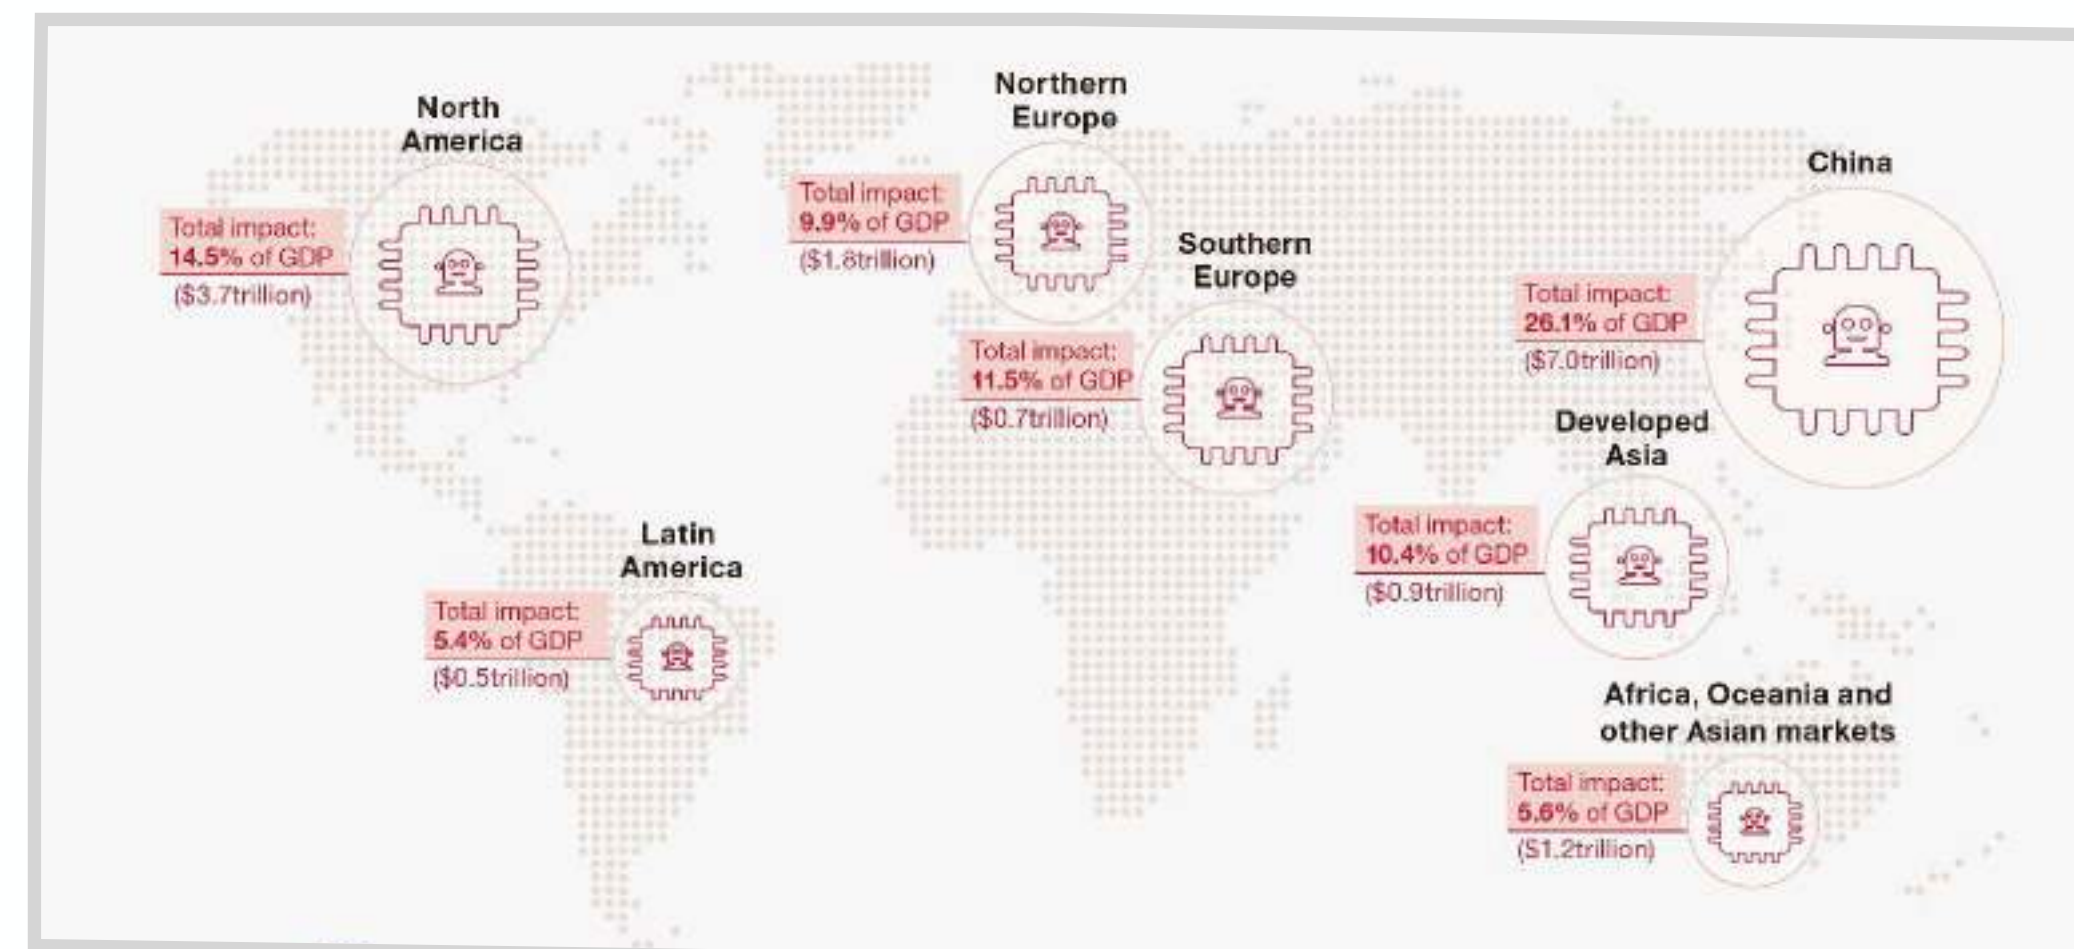 North
America
Total impact:
14.5% of GDP
($3.7trillion)
Northern
Europe
Total impact:
9.9% of GDP
($1.8trillion)
Southern
Europe
Total impact:
11.5% of GDP
($0.7trillion)
China
Total impact:
26.1% of GDP
($7.0trillion)
Developed
Asia
Total impact:
10.4% of GDP
($0.9trillion)
Latin
America
Total impact:
5.4% of GDP
($0.5trillion)
Africa, Oceania and
other Asian markets
Total impact:
5.6% of GDP
($1.2trillion)